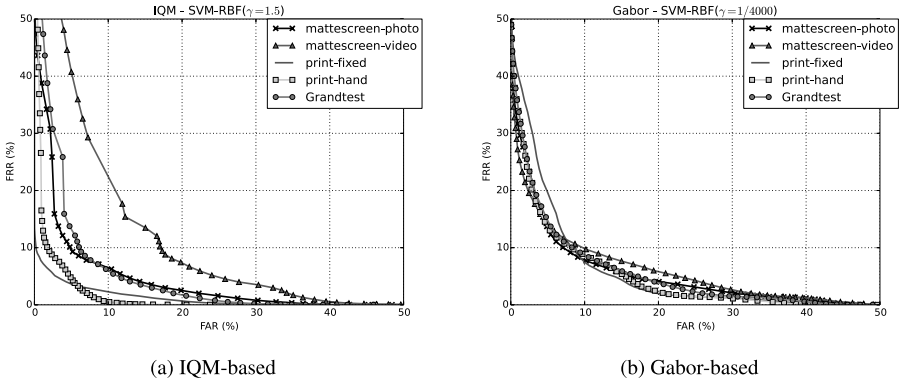 IQM - SVM-RBF(γ=1.5)
50
40
30
20
10
0
FRR (%)
mattescreen-photo
mattescreen-video
print-fixed
print-hand
Grandtest
0
10
20
30
40
50
FAR (%)
(a) IQM-based
Gabor - SVM-RBF(γ=1/4000)
50
40
30
20
10
0
FRR (%)
mattescreen-photo
mattescreen-video
print-fixed
print-hand
Grandtest
0
10
20
30
40
50
FAR (%)
(b) Gabor-based